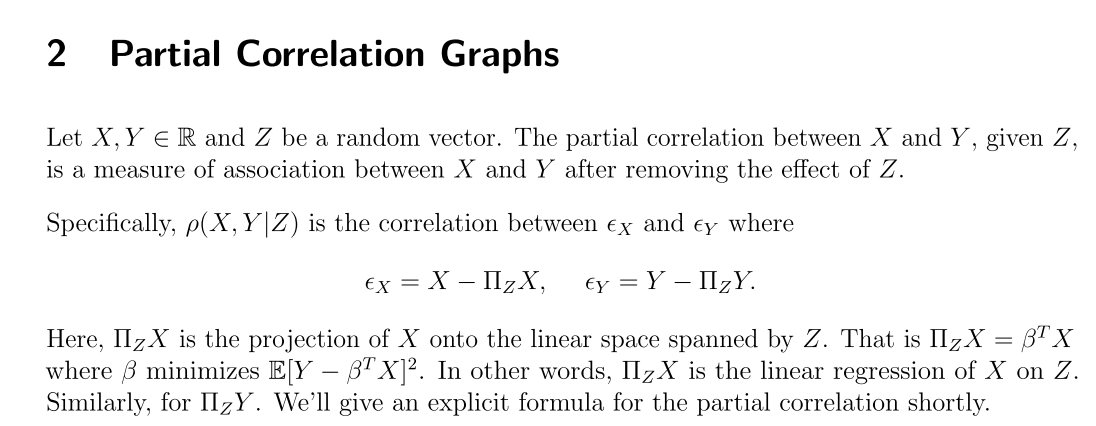 2 Partial Correlation Graphs
Let $X, Y \in \mathbb{R}$ and $Z$ be a random vector. The partial correlation between $X$ and $Y$, given $Z$,
is a measure of association between $X$ and $Y$ after removing the effect of $Z$.
Specifically, $\rho(X, Y|Z)$ is the correlation between $\epsilon_X$ and $\epsilon_Y$ where
$\epsilon_X = X - \Pi_Z X, \quad \epsilon_Y = Y - \Pi_Z Y.$
Here, $\Pi_Z X$ is the projection of $X$ onto the linear space spanned by $Z$. That is $\Pi_Z X = \beta^T X$
where $\beta$ minimizes $\mathbb{E}[Y - \beta^T X]^2$. In other words, $\Pi_Z X$ is the linear regression of $X$ on $Z$.
Similarly, for $\Pi_Z Y$. We'll give an explicit formula for the partial correlation shortly.